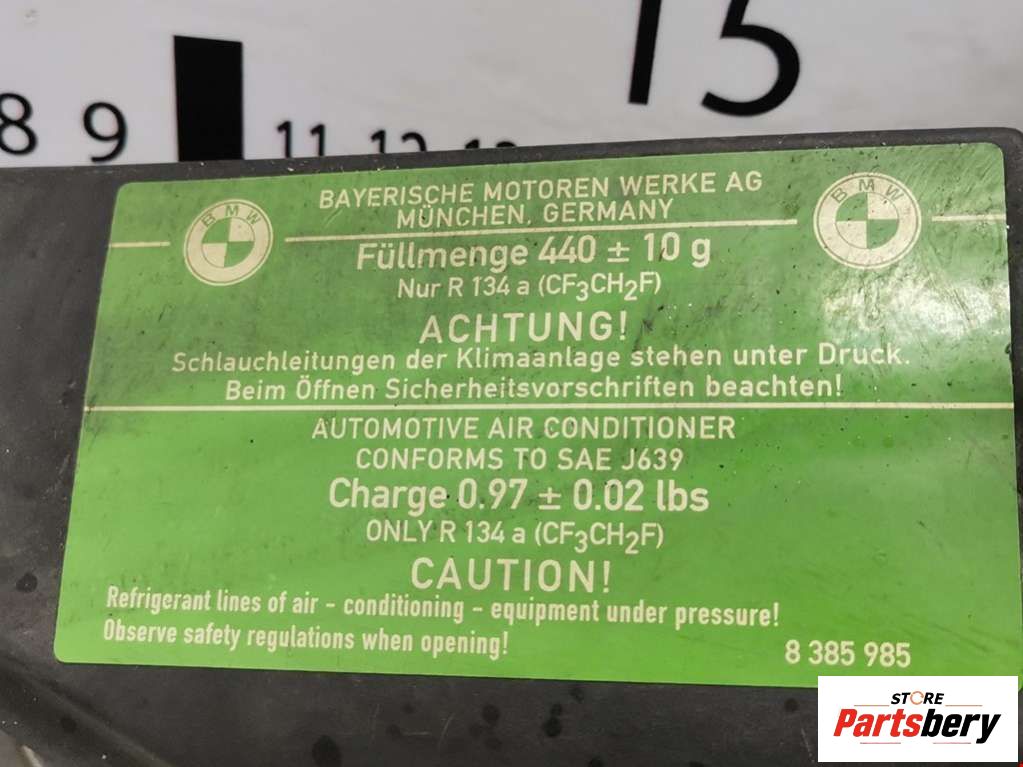 15
8 9 11 12 13
BAYERISCHE MOTOREN WERKE AG
MÜNCHEN, GERMANY
BMW
BMW
Füllmenge 440 ± 10 g
Nur R 134 a (CF₃CH₂F)
ACHTUNG!
Schlauchleitungen der Klimaanlage stehen unter Druck.
Beim Öffnen Sicherheitsvorschriften beachten!
AUTOMOTIVE AIR CONDITIONER
CONFORMS TO SAE J639
Charge 0.97 ± 0.02 lbs
ONLY R 134 a (CF₃CH₂F)
CAUTION!
Refrigerant lines of air - conditioning - equipment under pressure!
Observe safety regulations when opening!
8 385 985
STORE
Partsbery